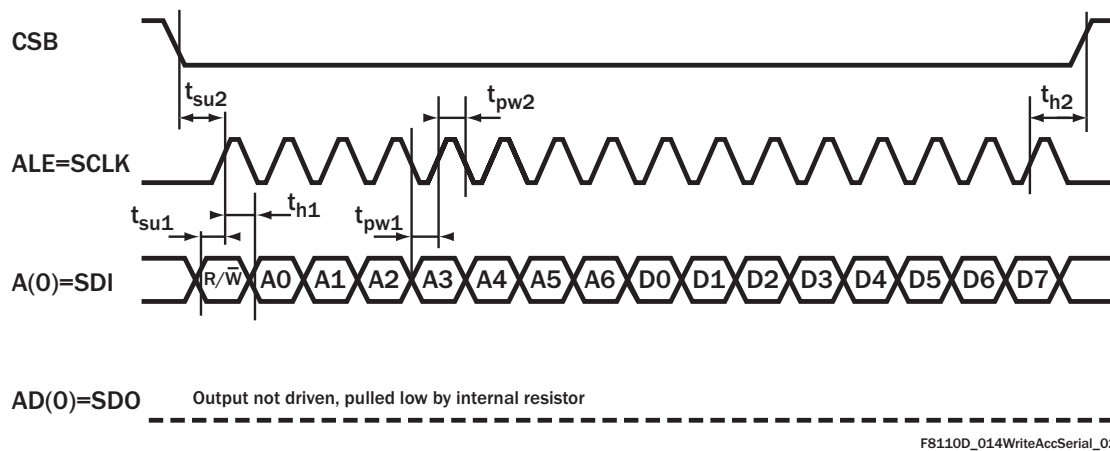 CSB
tsu2
tpw2
th2
ALE=SCLK
tsu1
th1
tpw1
A(0)=SDI
R/W̅ A0 A1 A2 A3 A4 A5 A6 D0 D1 D2 D3 D4 D5 D6 D7
AD(0)=SDO
Output not driven, pulled low by internal resistor